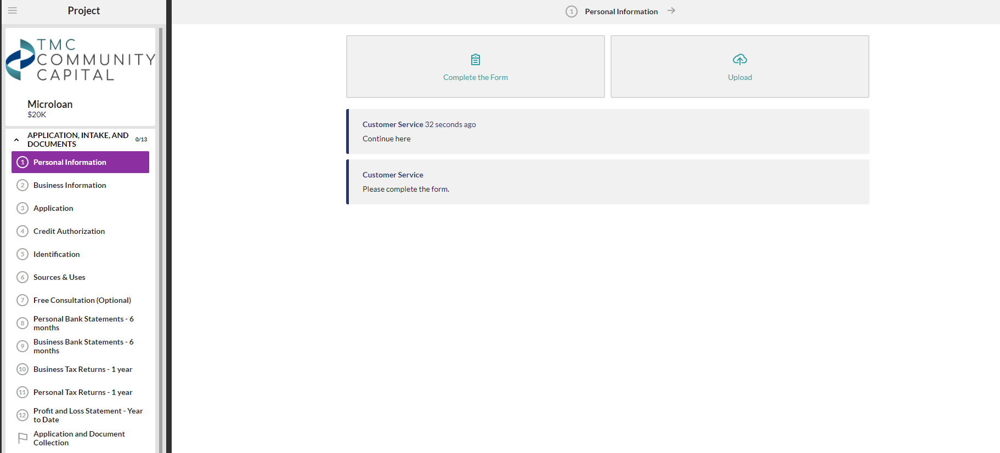 Project
TMC
COMMUNITY
CAPITAL
Microloan
$20K
APPLICATION, INTAKE, AND
DOCUMENTS
0/13
1 Personal Information
2 Business Information
3 Application
4 Credit Authorization
5 Identification
6 Sources & Uses
7 Free Consultation (Optional)
8 Personal Bank Statements - 6
months
9 Business Bank Statements - 6
months
10 Business Tax Returns - 1 year
11 Personal Tax Returns - 1 year
12 Profit and Loss Statement - Year
to Date
Application and Document
Collection
1 Personal Information
Complete the Form
Upload
Customer Service 32 seconds ago
Continue here
Customer Service
Please complete the form.